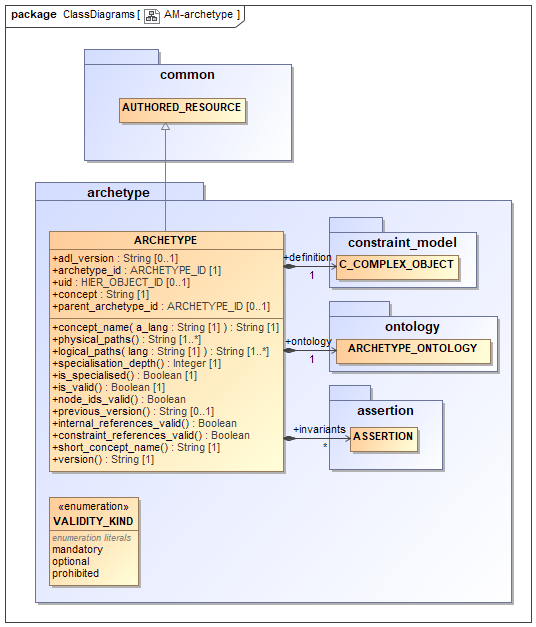 package ClassDiagrams [ AM-archetype ]
common
AUTHORED_RESOURCE
archetype
ARCHETYPE
+adl_version : String [0..1]
+archetype_id : ARCHETYPE_ID [1]
+uid : HIER_OBJECT_ID [0..1]
+concept : String [1]
+parent_archetype_id : ARCHETYPE_ID [0..1]
+concept_name( a_lang : String [1] ) : String [1]
+physical_paths() : String [1..*]
+logical_paths( lang : String [1] ) : String [1..*]
+specialisation_depth() : Integer [1]
+is_specialised() : Boolean [1]
+is_valid() : Boolean [1]
+node_ids_valid() : Boolean
+previous_version() : String [0..1]
+internal_references_valid() : Boolean
+constraint_references_valid() : Boolean
+short_concept_name() : String [1]
+version() : String [1]
+definition
1
constraint_model
C_COMPLEX_OBJECT
+ontology
1
ontology
ARCHETYPE_ONTOLOGY
+invariants
*
assertion
ASSERTION
«enumeration»
VALIDITY_KIND
enumeration literals
mandatory
optional
prohibited